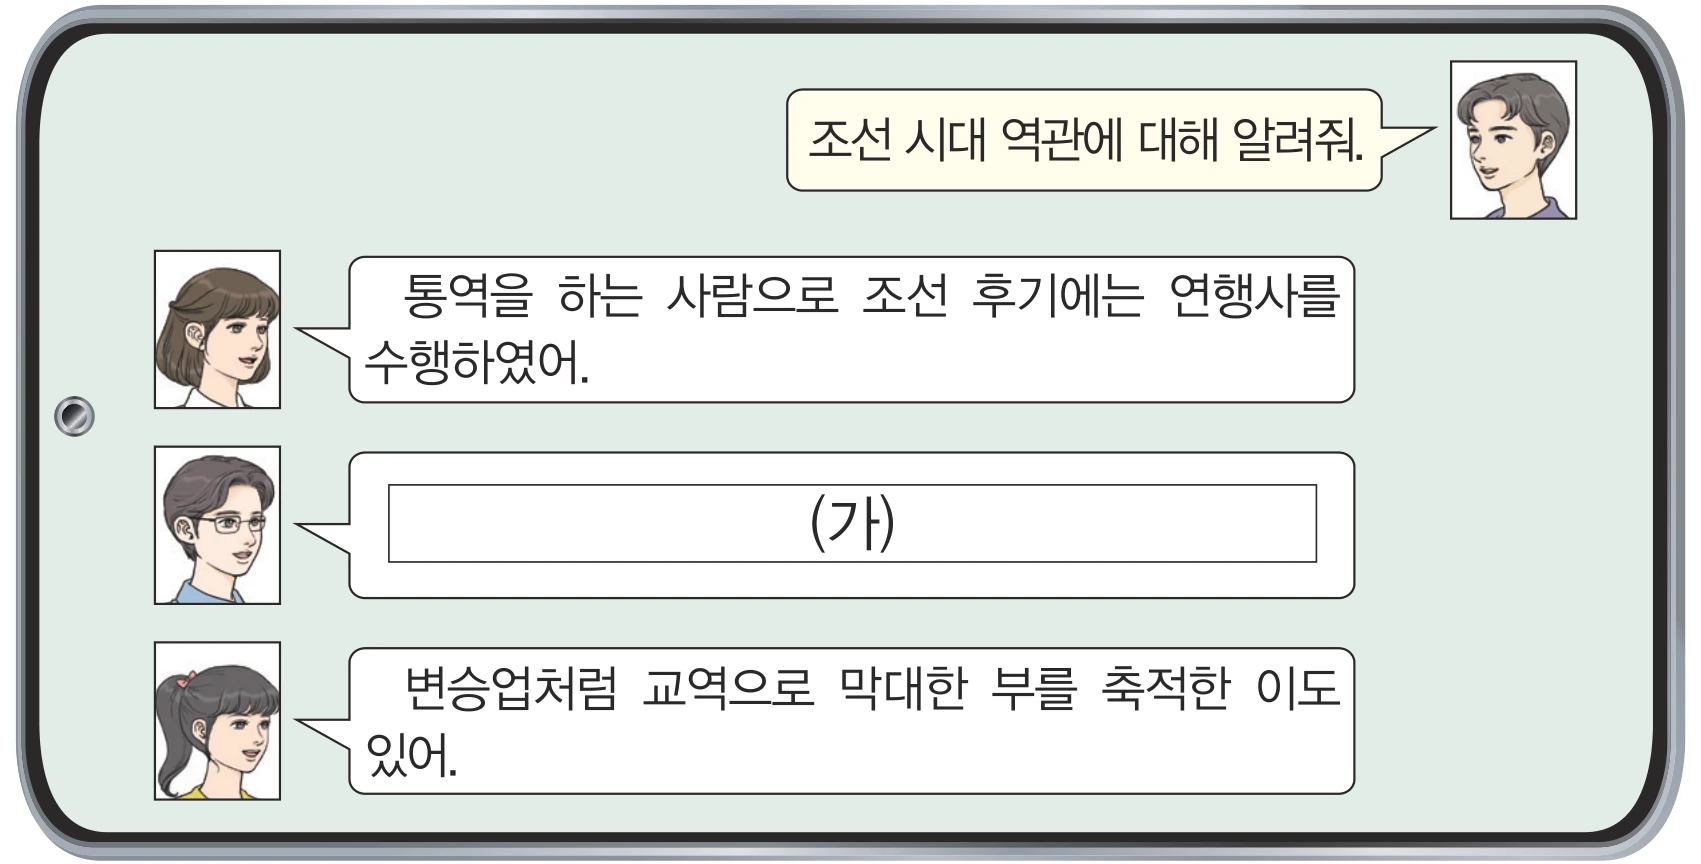 조선 시대 역관에 대해 알려줘.
통역을 하는 사람으로 조선 후기에는 연행사를
수행하였어.
(가)
변승업처럼 교역으로 막대한 부를 축적한 이도
있어.